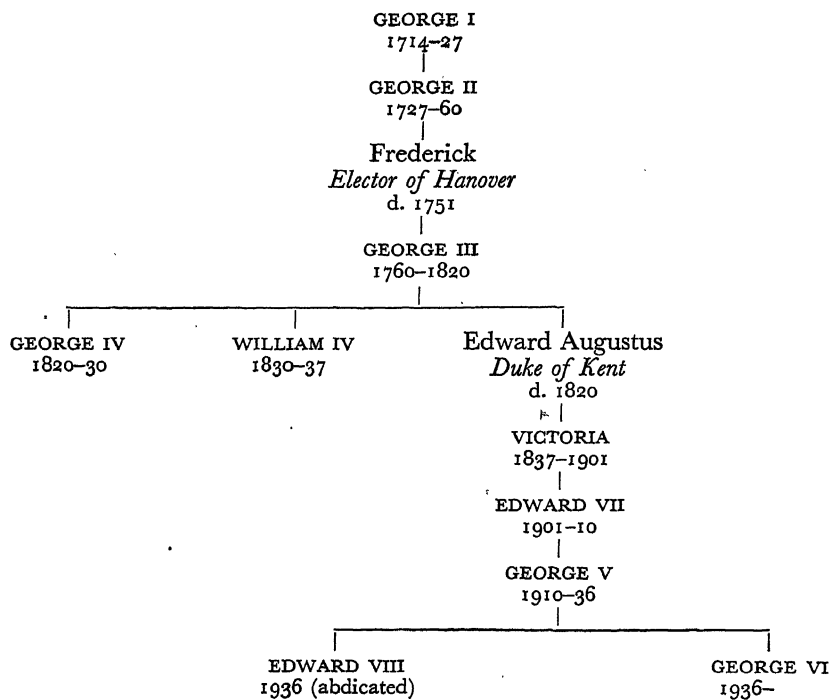 GEORGE I
1714–27
GEORGE II
1727–60
Frederick
Elector of Hanover
d. 1751
GEORGE III
1760–1820
GEORGE IV
1820–30
WILLIAM IV
1830–37
Edward Augustus
Duke of Kent
d. 1820
VICTORIA
1837–1901
EDWARD VII
1901–10
GEORGE V
1910–36
EDWARD VIII
1936 (abdicated)
GEORGE VI
1936–